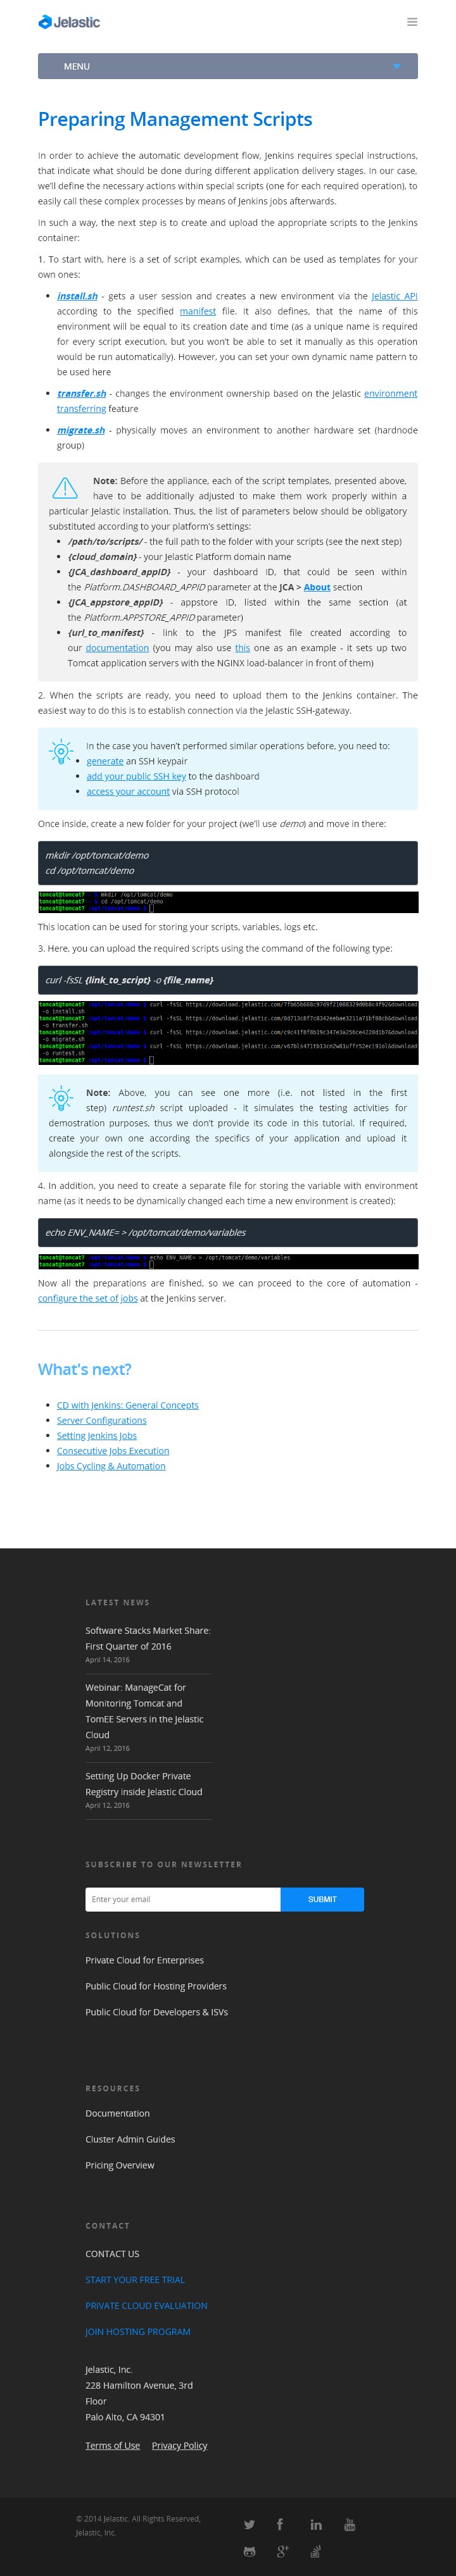 Jelastic
MENU
Preparing Management Scripts
In order to achieve the automatic development flow, Jenkins requires special instructions,
that indicate what should be done during different application delivery stages. In our case,
we'll define the necessary actions within special scripts (one for each required operation), to
easily call these complex processes by means of Jenkins jobs afterwards.
In such a way, the next step is to create and upload the appropriate scripts to the Jenkins
container:
1. To start with, here is a set of script examples, which can be used as templates for your
own ones:
install.sh - gets a user session and creates a new environment via the Jelastic API
according to the specified manifest file. It also defines, that the name of this
environment will be equal to its creation date and time (as a unique name is required
for every script execution, but you won't be able to set it manually as this operation
would be run automatically). However, you can set your own dynamic name pattern to
be used here
transfer.sh - changes the environment ownership based on the Jelastic environment
transferring feature
migrate.sh - physically moves an environment to another hardware set (hardnode
group)
Note: Before the appliance, each of the script templates, presented above,
have to be additionally adjusted to make them work properly within a
particular Jelastic installation. Thus, the list of parameters below should be obligatory
substituted according to your platform's settings:
/path/to/scripts/ - the full path to the folder with your scripts (see the next step)
{cloud_domain} - your Jelastic Platform domain name
{JCA_dashboard_appID} - your dashboard ID, that could be seen within
the Platform.DASHBOARD_APPID parameter at the JCA > About section
{JCA_appstore_appID} - appstore ID, listed within the same section (at
the Platform.APPSTORE_APPID parameter)
{url_to_manifest} - link to the JPS manifest file created according to
our document (you may also use this one as an example - it sets up two
Tomcat application servers with the NGINX load-balancer in front of them)
2. When the scripts are ready, you need to upload them to the Jenkins container. The
easiest way to do this is to establish connection via the Jelastic SSH-gateway.
In the case you haven't performed similar operations before, you need to:
generate an SSH keypair
add your public SSH key to the dashboard
access your account via SSH protocol
Once inside, create a new folder for your project (we'll use demo) and move in there:
mkdir /opt/tomcat/demo
cd /opt/tomcat/demo
tomcat@tomcat7 ~ $ mkdir /opt/tomcat/demo
tomcat@tomcat7 ~ $ cd /opt/tomcat/demo
tomcat@tomcat7 /opt/tomcat/demo $
This location can be used for storing your scripts, variables, logs etc.
3. Here, you can upload the required scripts using the command of the following type:
curl -fsSL {link_to_script} -o {file_name}
tomcat@tomcat7 /opt/tomcat/demo $ curl -fsSL
-o install.sh
tomcat@tomcat7 /opt/tomcat/demo $ curl -fsSL
-o transfer.sh
tomcat@tomcat7 /opt/tomcat/demo $ curl -fsSL
-o migrate.sh
tomcat@tomcat7 /opt/tomcat/demo $ curl -fsSL
-o runtest.sh
tomcat@tomcat7 /opt/tomcat/demo $
Note: Above, you can see one more (i.e. not listed in the first
step) runtest.sh script uploaded - it simulates the testing activities for
demostration purposes, thus we don't provide its code in this tutorial. If required,
create your own one according the specifics of your application and upload it
alongside the rest of the scripts.
4. In addition, you need to create a separate file for storing the variable with environment
name (as it needs to be dynamically changed each time a new environment is created):
echo ENV_NAME= > /opt/tomcat/demo/variables
tomcat@tomcat7 /opt/tomcat/demo $ echo ENV_NAME= > /opt/tomcat/demo/variables
tomcat@tomcat7 /opt/tomcat/demo $
Now all the preparations are finished, so we can proceed to the core of automation -
configure the set of jobs at the Jenkins server.
What's next?
CD with Jenkins: General Concepts
Server Configurations
Setting Jenkins Jobs
Consecutive Jobs Execution
Jobs Cycling & Automation
LATEST NEWS
Software Stacks Market Share:
First Quarter of 2016
April 14, 2016
Webinar: ManageCat for
Monitoring Tomcat and
TomEE Servers in the Jelastic
Cloud
April 12, 2016
Setting Up Docker Private
Registry inside Jelastic Cloud
April 12, 2016
SUBSCRIBE TO OUR NEWSLETTER
Enter your email
SUBMIT
SOLUTIONS
Private Cloud for Enterprises
Public Cloud for Hosting Providers
Public Cloud for Developers & ISVs
RESOURCES
Documentation
Cluster Admin Guides
Pricing Overview
CONTACT
CONTACT US
START YOUR FREE TRIAL
PRIVATE CLOUD EVALUATION
JOIN HOSTING PROGRAM
Jelastic, Inc.
228 Hamilton Avenue, 3rd
Floor
Palo Alto, CA 94301
Terms of Use Privacy Policy
© 2014 Jelastic. All Rights Reserved,
Jelastic, Inc.